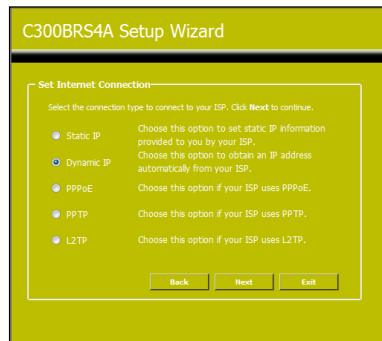 C300BRS4A Setup Wizard
Set Internet Connection
Select the connection type to connect to your ISP. Click Next to continue.
Static IP Choose this option to set static IP information
provided to you by your ISP.
Dynamic IP Choose this option to obtain an IP address
automatically from your ISP.
PPPoE Choose this option if your ISP uses PPPoE.
PPTP Choose this option if your ISP uses PPTP.
L2TP Choose this option if your ISP uses L2TP.
Back Next Exit